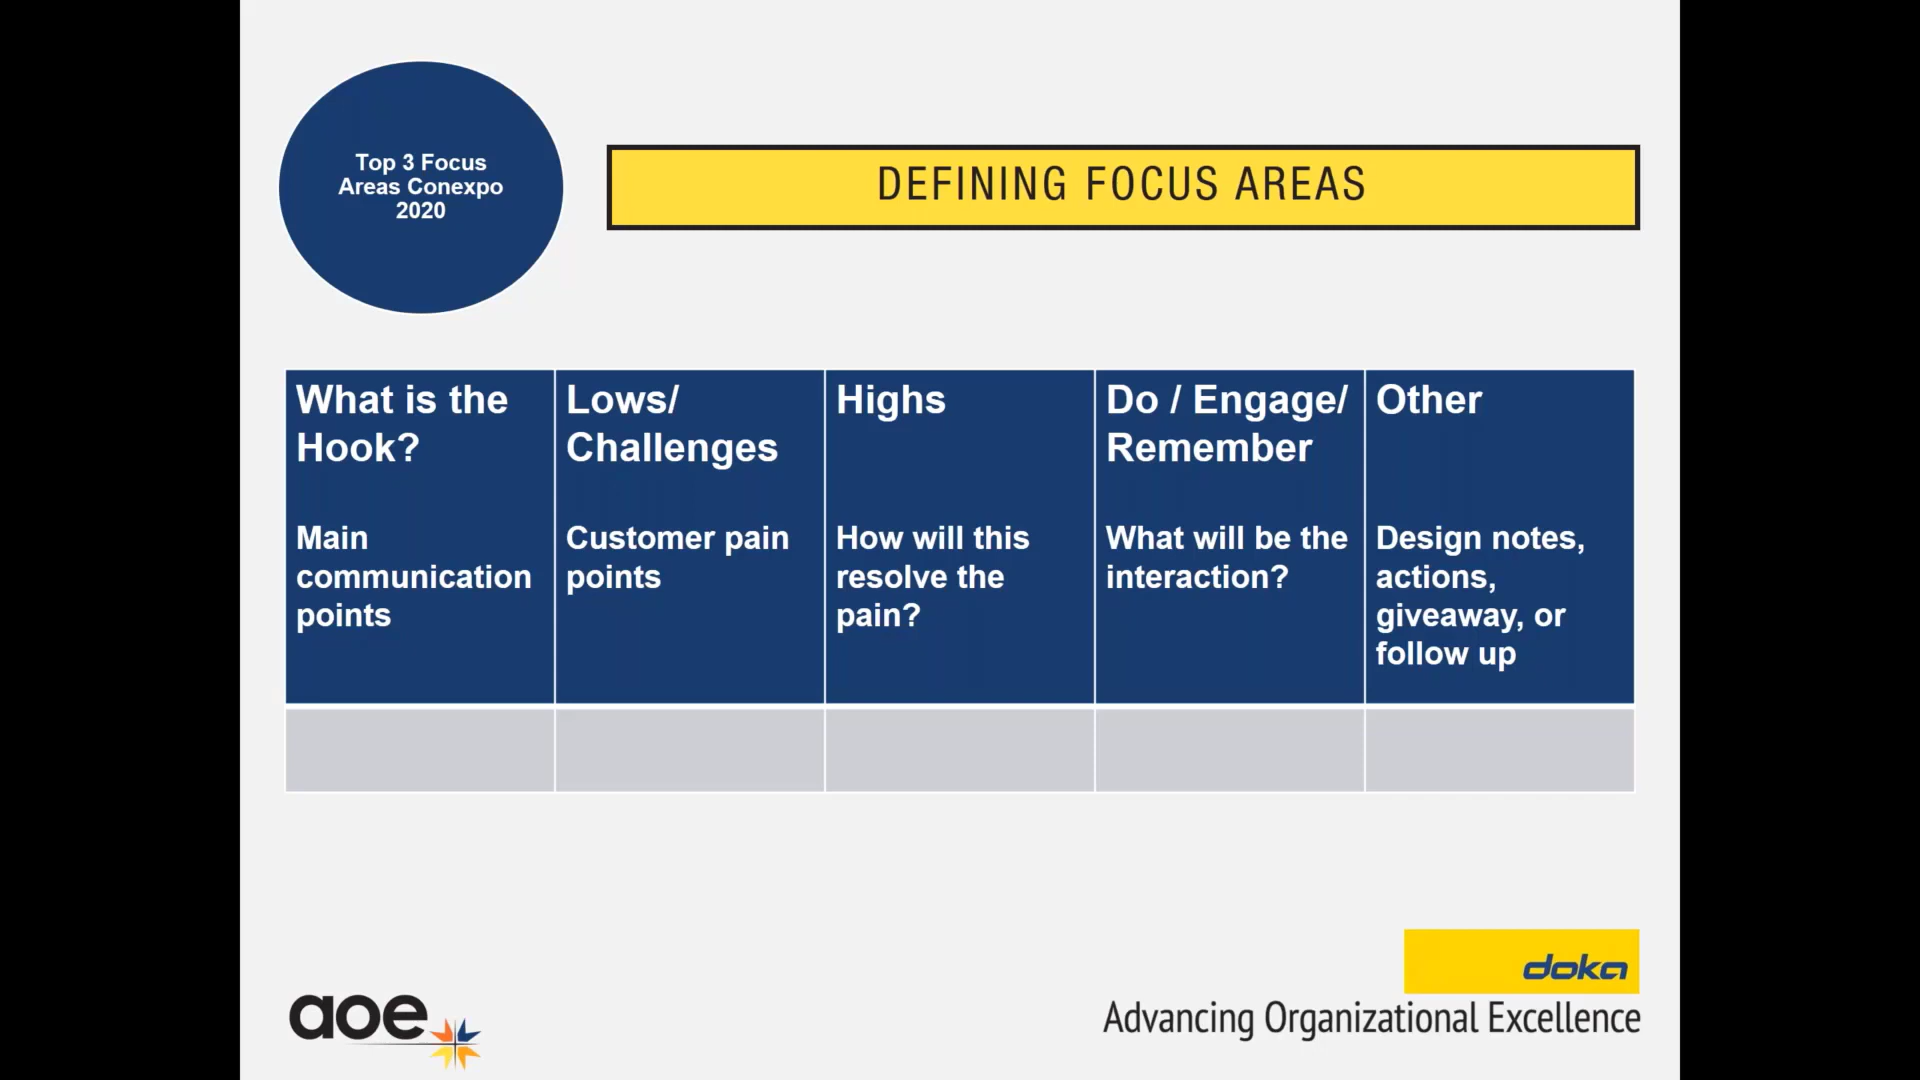 Top 3 Focus
Areas Conexpo
2020
DEFINING FOCUS AREAS
What is the
Hook?
Main
communication
points
Lows/
Challenges
Customer pain
points
Highs
How will this
resolve the
pain?
Do / Engage/
Remember
What will be the
interaction?
Other
Design notes,
actions,
giveaway, or
follow up
doka
aoe
Advancing Organizational Excellence